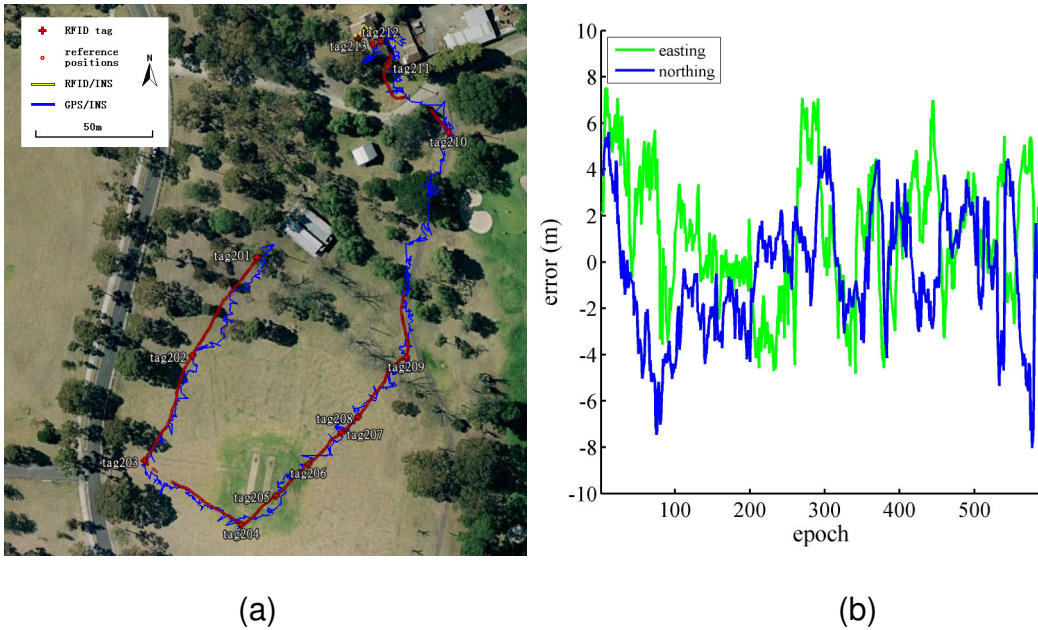 RFID tag
reference
positions
RFID/INS
GPS/INS
N
50m
tag212
tag213
tag211
tag210
tag201
tag202
tag209
tag208
tag207
tag203
tag206
tag205
tag204
(a)
easting
northing
10
8
6
4
2
0
-2
-4
-6
-8
-10
error (m)
100
200
300
400
500
epoch
(b)